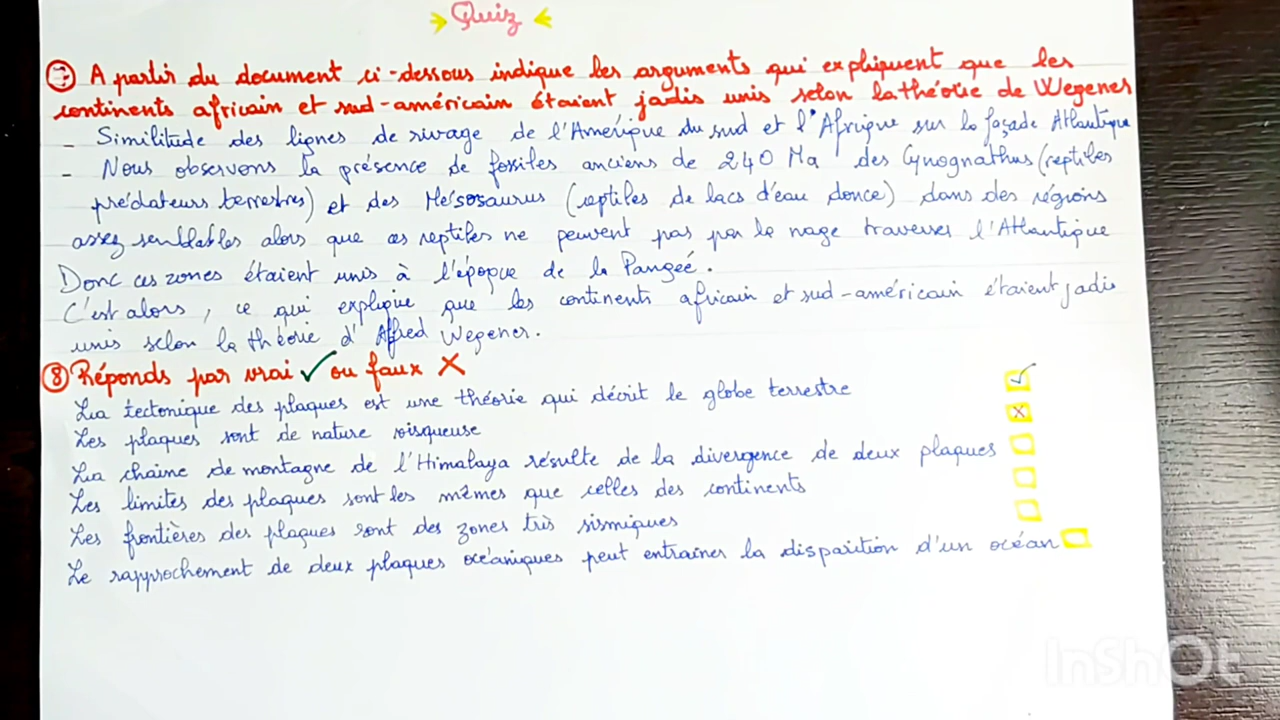 Quiz
⑦ A partir du document ci-dessous indique les arguments qui expliquent que les
continents africain et sud-américain étaient jadis unis selon la théorie de Wegener
- Similitude des lignes de rivage de l'Amérique du sud et l'Afrique sur la façade Atlantique
- Nous observons la présence de fossiles anciens de 240 Ma des Cynognathus (reptiles
prédateurs terrestres) et des Mésosaurus (reptiles de lacs d'eau douce) dans des régions
assez semblables alors que ces reptiles ne peuvent pas par la nage traverser l'Atlantique
Donc ces zones étaient unis à l'époque de la Pangeé.
C'est alors, ce qui explique que les continents africain et sud-américain étaient jadis
unis selon la théorie d'Alfred Wegener.
⑧ Réponds par vrai ✓ ou faux X
La tectonique des plaques est une théorie qui décrit le globe terrestre ✓
Les plaques sont de nature visqueuse x
La chaine de montagne de l'Himalaya résulte de la divergence de deux plaques
Les limites des plaques sont les mêmes que celles des continents
Les frontières des plaques sont des zones très sismiques
Le rapprochement de deux plaques océaniques peut entrainer la disparition d'un océan
InShOt